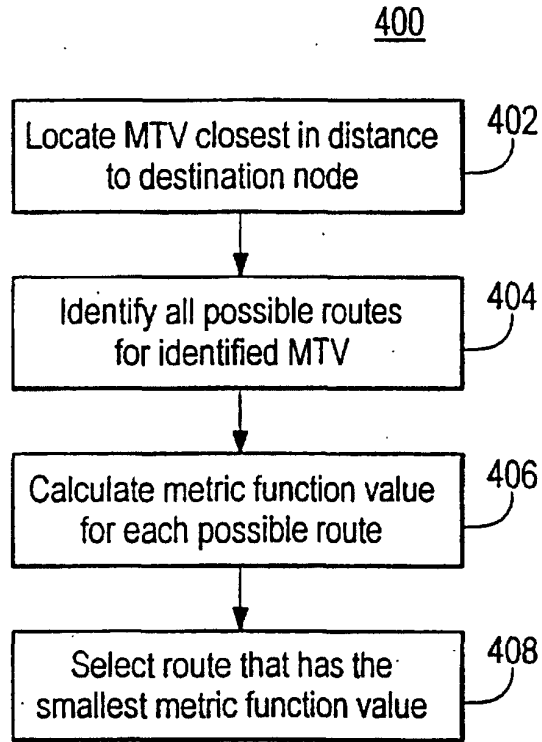 400
Locate MTV closest in distance
to destination node
402
Identify all possible routes
for identified MTV
404
Calculate metric function value
for each possible route
406
Select route that has the
smallest metric function value
408